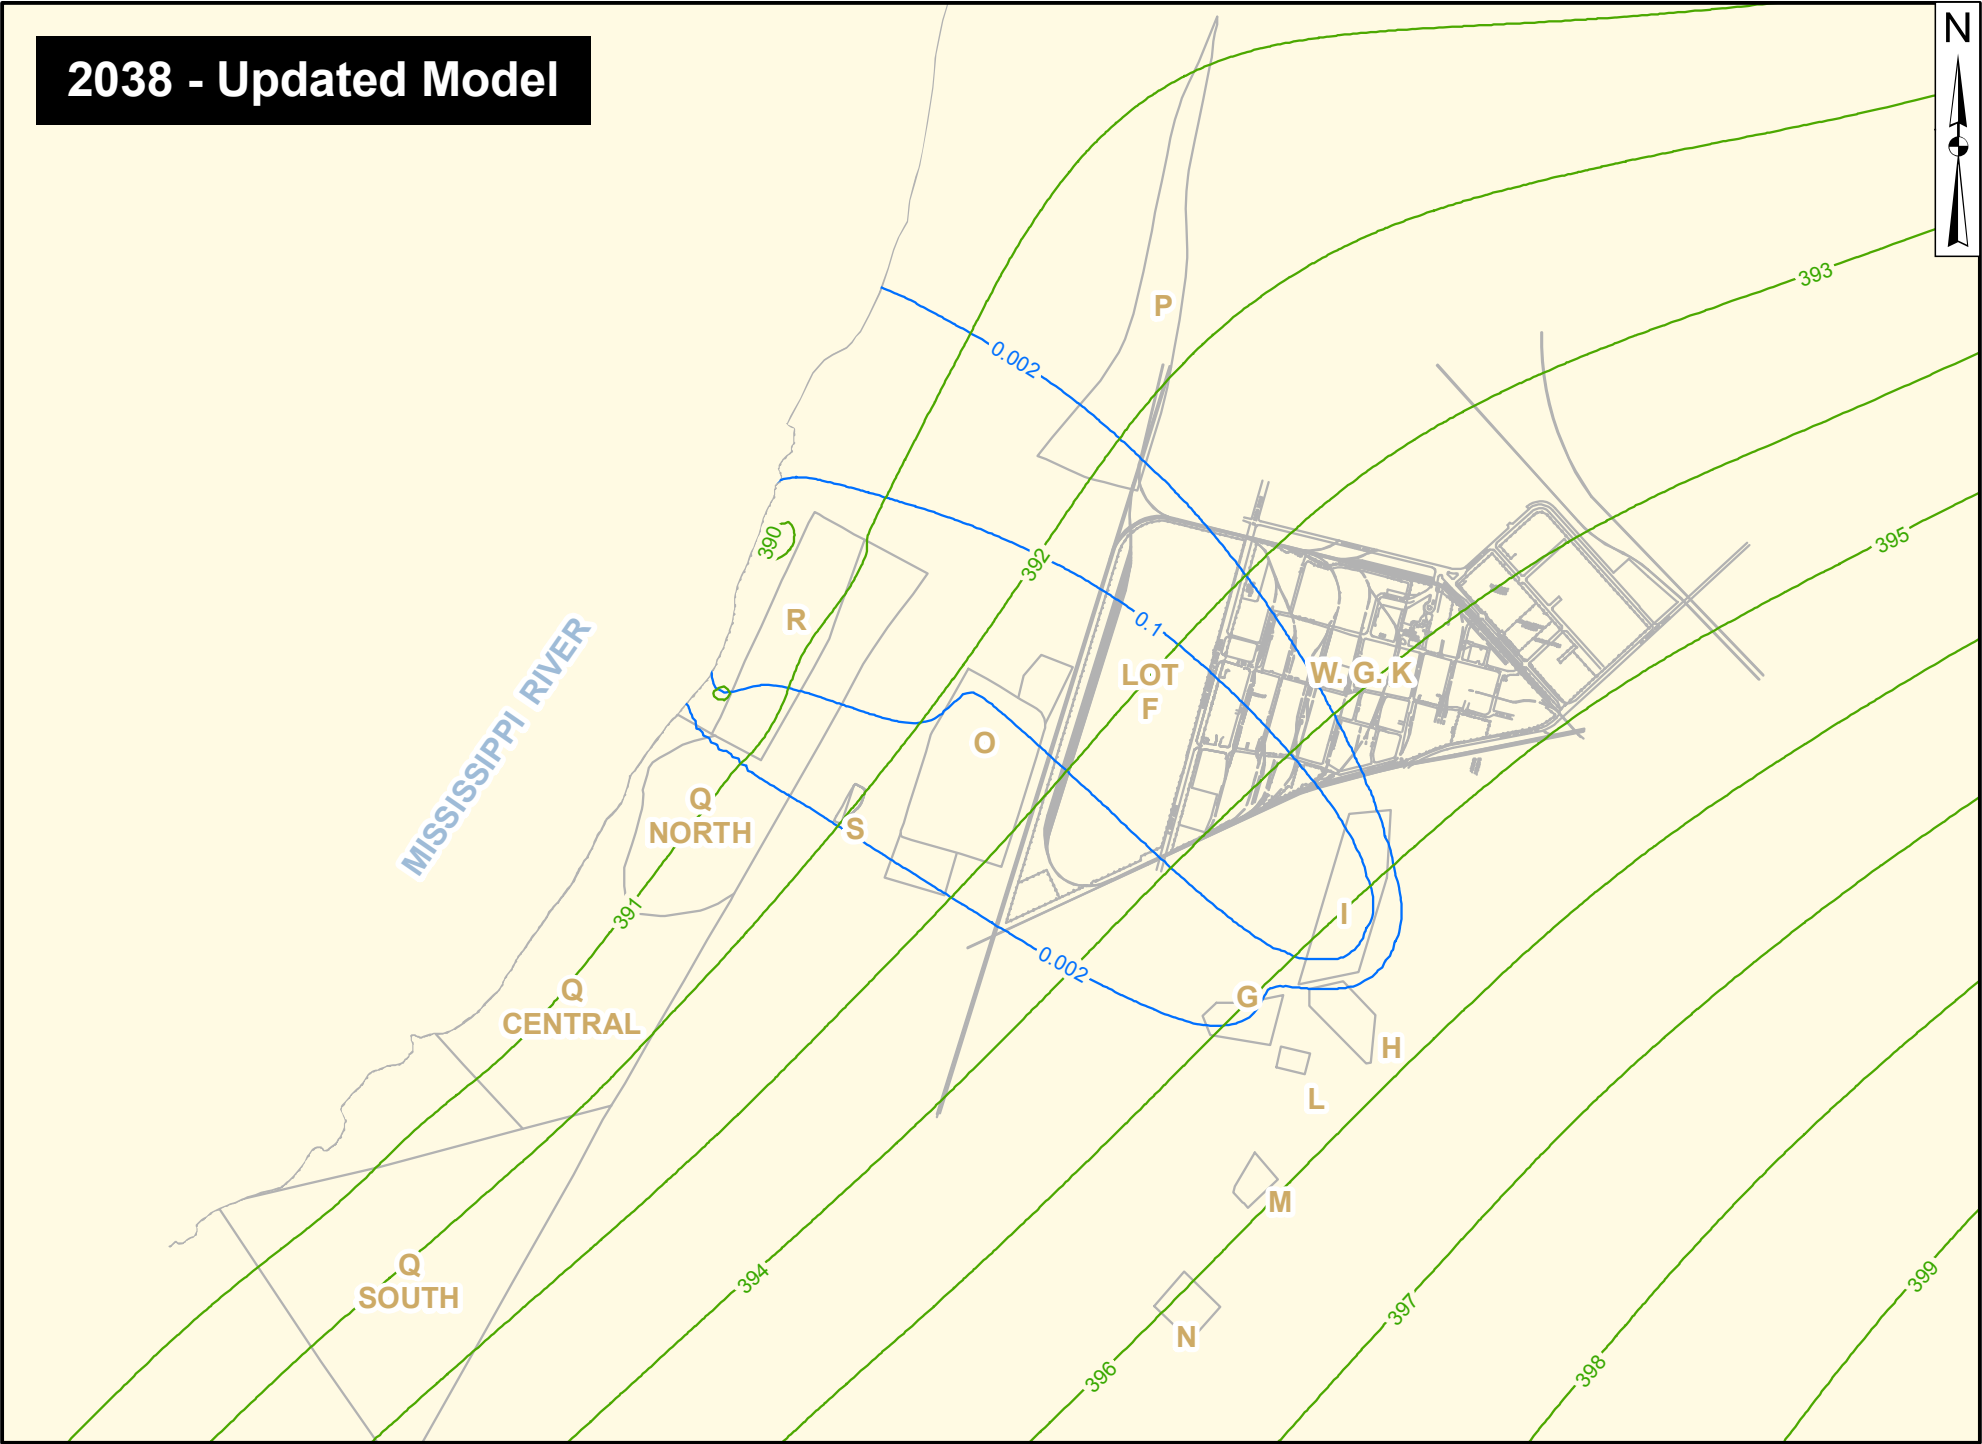 2038 - Updated Model
N
393
P
0.002
395
390
392
R
0.1
LOT
F
W. G. K
MISSISSIPPI RIVER
O
Q
NORTH
S
391
I
0.002
Q
CENTRAL
G
H
L
M
Q
SOUTH
394
N
396
397
398
399